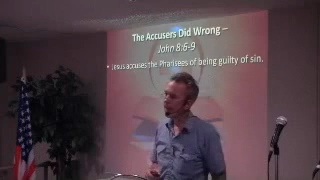 The Accusers Did Wrong –
John 8:6-9
• Jesus accuses the Pharisees of being guilty of sin.